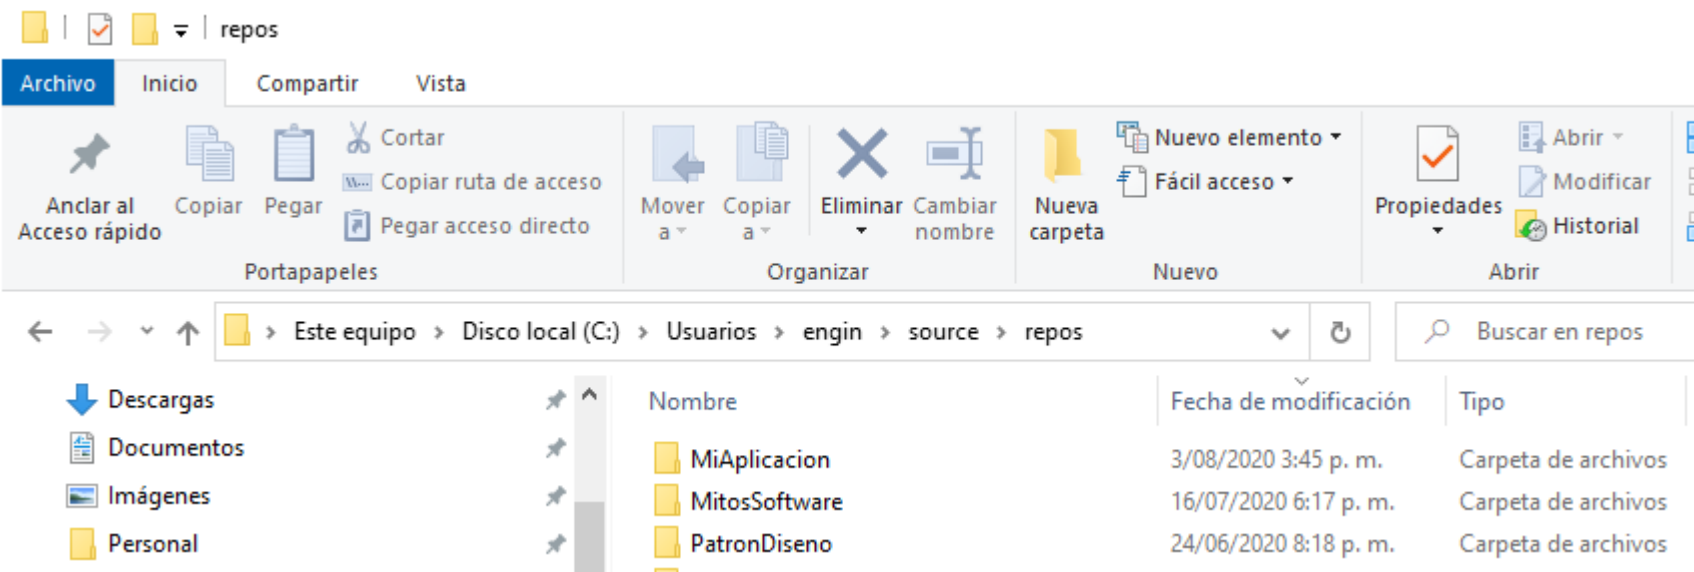 repos
Archivo Inicio Compartir Vista
Anclar al Acceso rápido
Copiar
Pegar
Cortar
Copiar ruta de acceso
Pegar acceso directo
Portapapeles
Mover a
Copiar a
Eliminar
Cambiar nombre
Organizar
Nueva carpeta
Nuevo elemento
Fácil acceso
Nuevo
Propiedades
Abrir
Modificar
Historial
Abrir
Este equipo > Disco local (C:) > Usuarios > engin > source > repos
Buscar en repos
Descargas
Documentos
Imágenes
Personal
Nombre Fecha de modificación Tipo
MiAplicacion 3/08/2020 3:45 p. m. Carpeta de archivos
MitosSoftware 16/07/2020 6:17 p. m. Carpeta de archivos
PatronDiseno 24/06/2020 8:18 p. m. Carpeta de archivos